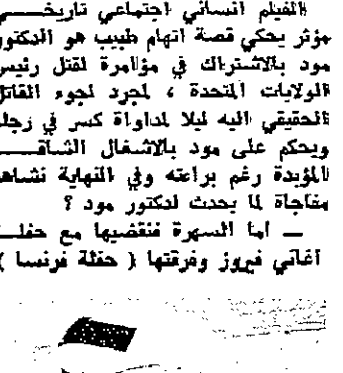 الفيلم انساني اجتماعي تاريخي
مؤثر يحكي قصة اتهام طبيب هو الدكتور
مود بالاشتراك في مؤامرة لقتل رئيس
الولايات المتحدة ، لمجرد لجوء القاتل
الحقيقي اليه ليلا لمداواة كسر في رجله
ويحكم على مود بالاشغال الشاقة
المؤبدة رغم براءته وفي النهاية نشاهد
مفاجأة لما يحدث لدكتور مود ؟
ـ اما السهرة فنقضيها مع حفلة
اغاني فيروز وفرقتها ( حفلة فرنسا )